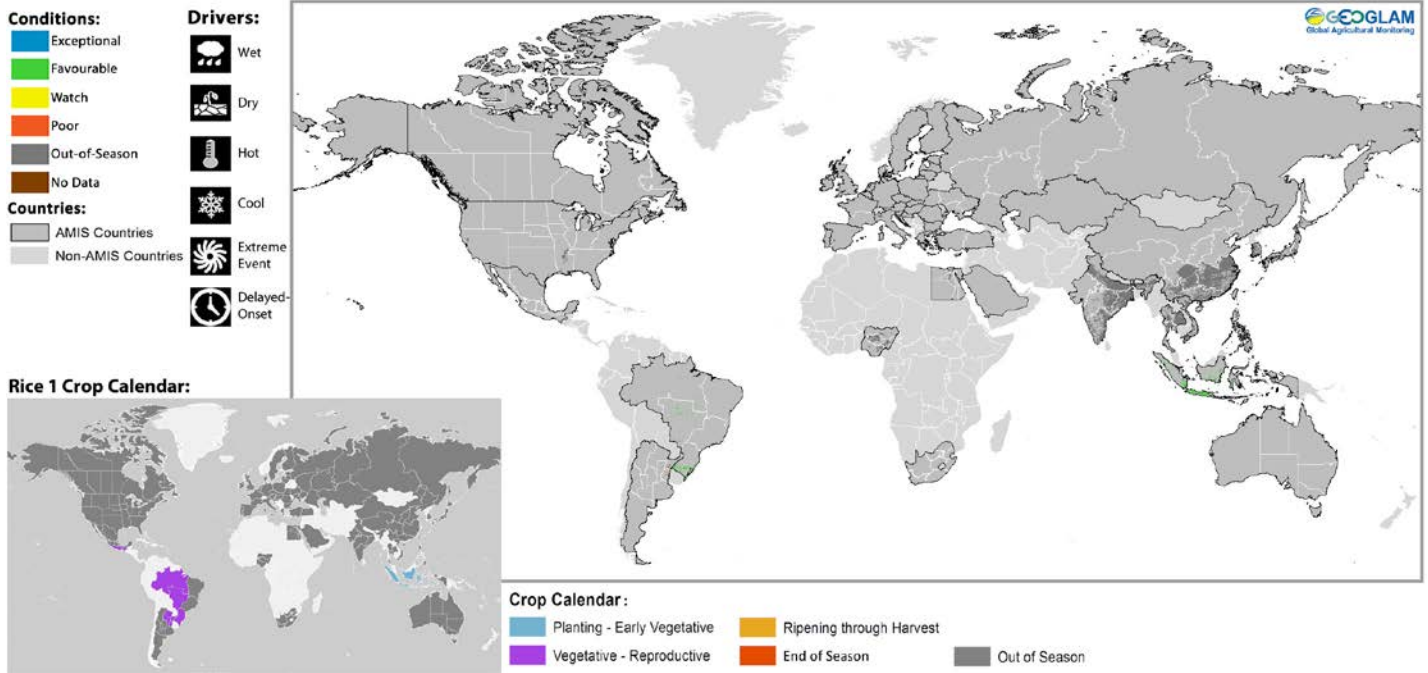 Conditions:
Exceptional
Favourable
Watch
Poor
Out-of-Season
No Data
Countries:
AMIS Countries
Non-AMIS Countries
Drivers:
Wet
Dry
Hot
Cool
Extreme
Event
Delayed-
Onset
GEOGLAM
Global Agricultural Monitoring
Rice 1 Crop Calendar:
Crop Calendar:
Planting - Early Vegetative
Vegetative - Reproductive
Ripening through Harvest
End of Season
Out of Season